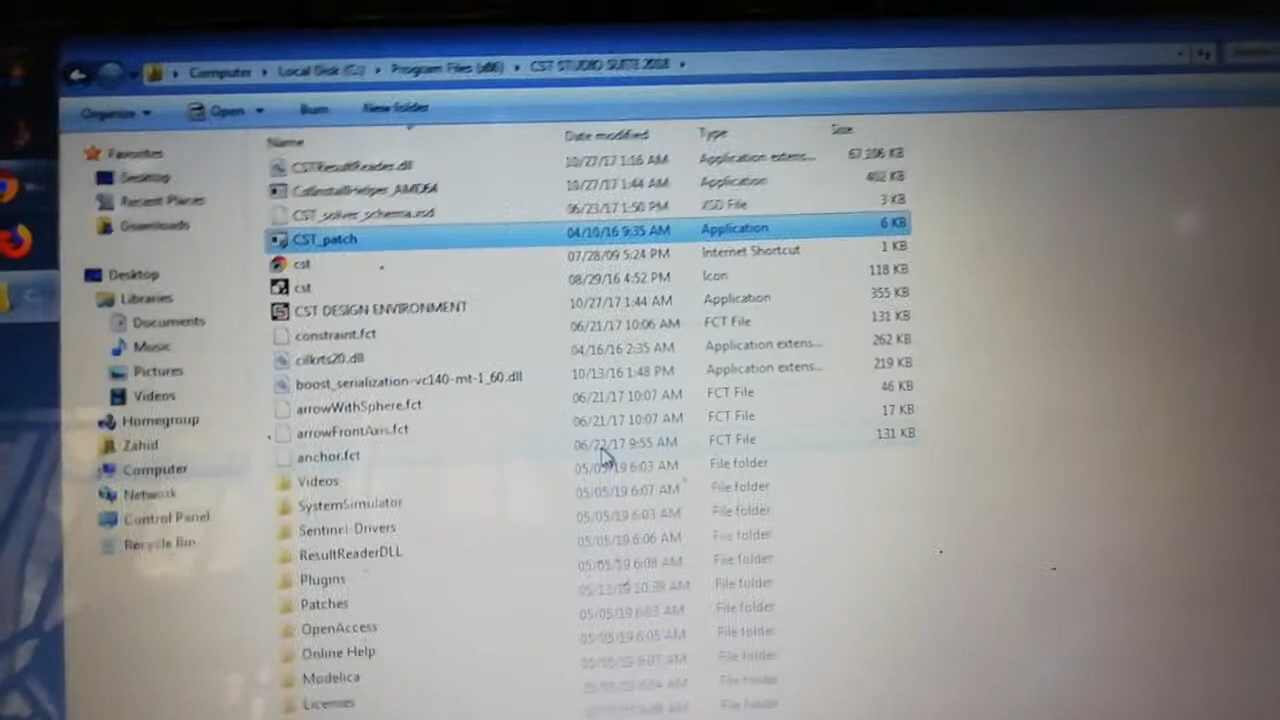 Computer Local Disk (C:) Program Files (x86) CST STUDIO SUITE 2018
Organize Open Burn New folder
Name Date modified Type Size
CSTResultReader.dll 10/27/17 1:16 AM Application extens... KB
CstInstallHelper_AMD64 10/27/17 1:44 AM Application 402 KB
CST_solver_schema.xsd 06/23/17 1:50 PM XSD File 3 KB
CST_patch 04/10/16 9:35 AM Application 6 KB
cst 07/28/09 5:24 PM Internet Shortcut 1 KB
cst 08/29/16 4:52 PM Icon 118 KB
CST DESIGN ENVIRONMENT 10/27/17 1:44 AM Application 355 KB
constraint.fct 06/21/17 10:06 AM FCT File 131 KB
cilkrts20.dll 04/16/16 2:35 AM Application extens... 262 KB
boost_serialization-vc140-mt-1_60.dll 10/13/16 1:48 PM Application extens... 219 KB
arrowWithSphere.fct 06/21/17 10:07 AM FCT File 46 KB
arrowFrontAxis.fct 06/21/17 10:07 AM FCT File 17 KB
anchor.fct 06/22/17 9:55 AM FCT File 131 KB
Videos 05/05/19 6:03 AM File folder
SystemSimulator 05/05/19 6:07 AM File folder
Sentinel-Drivers 05/05/19 6:03 AM File folder
ResultReaderDLL 05/05/19 6:06 AM File folder
Plugins 05/05/19 6:08 AM File folder
Patches 05/13/19 10:39 AM File folder
OpenAccess 05/05/19 6:03 AM File folder
Online Help 05/05/19 6:05 AM File folder
Modelica 05/05/19 6:07 AM File folder
Licenses File folder
Favorites
Desktop
Recent Places
Downloads
Desktop
Libraries
Documents
Music
Pictures
Videos
Homegroup
Zahid
Computer
Network
Control Panel
Recycle Bin